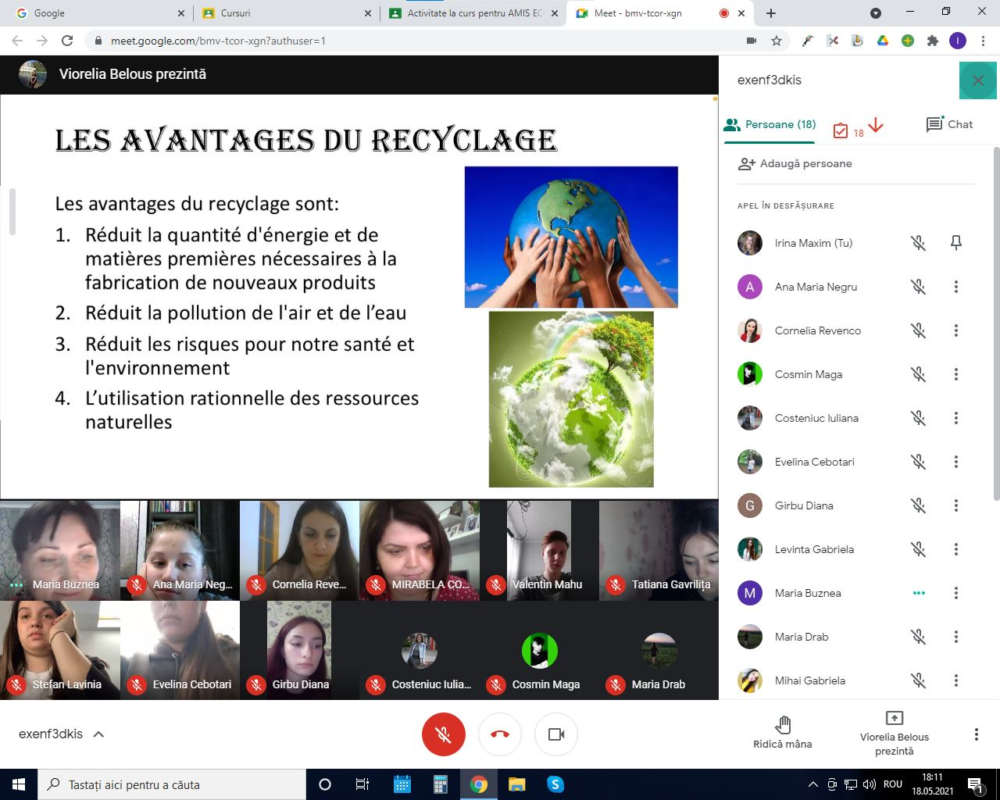 Google
Cursuri
Activitate la curs pentru AMIS EC
Meet - bmv-tcor-xgn
meet.google.com/bmv-tcor-xgn?authuser=1
I
Viorelia Belous prezintă
LES AVANTAGES DU RECYCLAGE
Les avantages du recyclage sont:
1. Réduit la quantité d'énergie et de
matières premières nécessaires à la
fabrication de nouveaux produits
2. Réduit la pollution de l'air et de l’eau
3. Réduit les risques pour notre santé et
l'environnement
4. L’utilisation rationnelle des ressources
naturelles
Maria Buznea
Ana Maria Neg...
Cornelia Reve...
MIRABELA CO...
Valentin Mahu
Tatiana Gavrilița
Stefan Lavinia
Evelina Cebotari
Girbu Diana
Costeniuc Iulia...
Cosmin Maga
Maria Drab
exenf3dkis
Persoane (18)
18
Chat
Adaugă persoane
APEL ÎN DESFĂȘURARE
Irina Maxim (Tu)
A Ana Maria Negru
Cornelia Revenco
Cosmin Maga
Costeniuc Iuliana
Evelina Cebotari
G Girbu Diana
Levinta Gabriela
M Maria Buznea
Maria Drab
Mihai Gabriela
exenf3dkis
Ridică mâna
Viorelia Belous
prezintă
Tastați aici pentru a căuta
ROU
18:11
18.05.2021
1